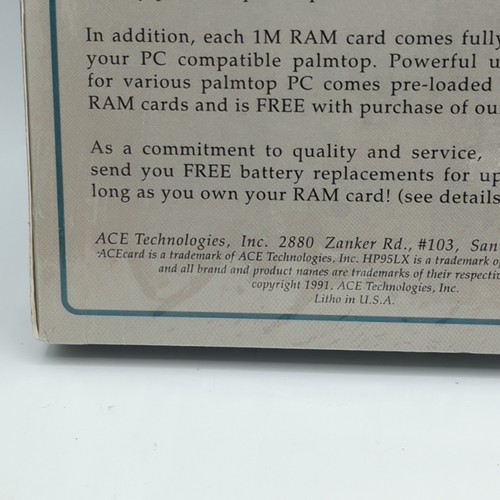 In addition, each 1M RAM card comes fully
your PC compatible palmtop. Powerful u
for various palmtop PC comes pre-loaded
RAM cards and is FREE with purchase of ou
As a commitment to quality and service,
send you FREE battery replacements for up
long as you own your RAM card! (see details
ACE Technologies, Inc. 2880 Zanker Rd., #103, San
ACEcard is a trademark of ACE Technologies, Inc. HP95LX is a trademark o
and all brand and product names are trademarks of their respectiv
copyright 1991, ACE Technologies, Inc.
Litho in U.S.A.